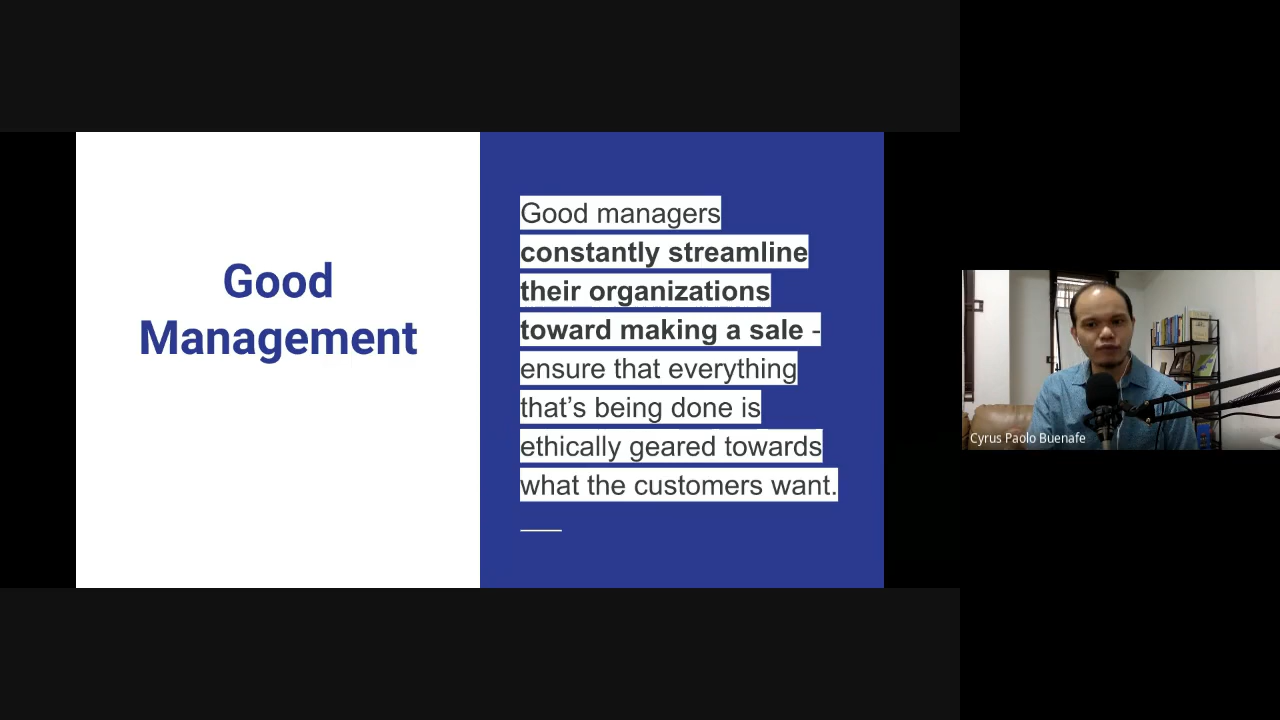 Good
Management
Good managers
constantly streamline
their organizations
toward making a sale -
ensure that everything
that’s being done is
ethically geared towards
what the customers want.
Cyrus Paolo Buenafe